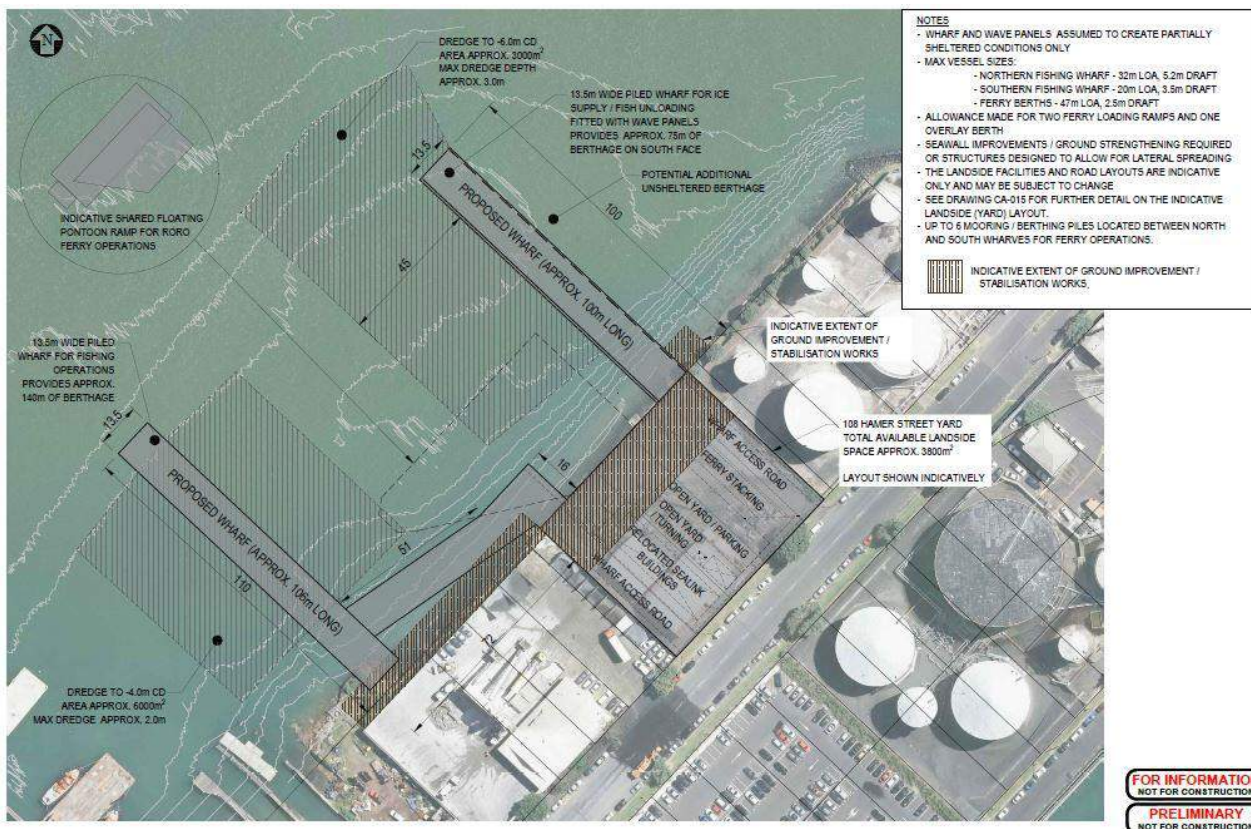 N
DREDGE TO -6.0m CD
AREA APPROX. 3000m²
MAX DREDGE DEPTH
APPROX. 3.0m
13.5m WIDE PILED WHARF FOR ICE
SUPPLY / FISH UNLOADING
FITTED WITH WAVE PANELS
PROVIDES APPROX. 75m OF
BERTHAGE ON SOUTH FACE
POTENTIAL ADDITIONAL
UNSHELTERED BERTHAGE
INDICATIVE SHARED FLOATING
PONTOON RAMP FOR RORO
FERRY OPERATIONS
13.5
PROPOSED WHARF (APPROX. 100m LONG)
100
45
13.5m WIDE PILED
WHARF FOR FISHING
OPERATIONS
PROVIDES APPROX.
140m OF BERTHAGE
13.5
PROPOSED WHARF (APPROX. 106m LONG)
110
51
16
72
DREDGE TO -4.0m CD
AREA APPROX. 6000m²
MAX DREDGE APPROX. 2.0m
INDICATIVE EXTENT OF
GROUND IMPROVEMENT /
STABILISATION WORKS
108 HAMER STREET YARD
TOTAL AVAILABLE LANDSIDE
SPACE APPROX. 3800m²
LAYOUT SHOWN INDICATIVELY
WHARF ACCESS ROAD
FERRY STACKING
OPEN YARD / PARKING
OPEN YARD
/ TURNING
RELOCATED SEALINK
BUILDINGS
WHARF ACCESS ROAD
NOTES
- WHARF AND WAVE PANELS ASSUMED TO CREATE PARTIALLY
SHELTERED CONDITIONS ONLY
- MAX VESSEL SIZES:
- NORTHERN FISHING WHARF - 32m LOA, 5.2m DRAFT
- SOUTHERN FISHING WHARF - 20m LOA, 3.5m DRAFT
- FERRY BERTHS - 47m LOA, 2.5m DRAFT
- ALLOWANCE MADE FOR TWO FERRY LOADING RAMPS AND ONE
OVERLAY BERTH
- SEAWALL IMPROVEMENTS / GROUND STRENGTHENING REQUIRED
OR STRUCTURES DESIGNED TO ALLOW FOR LATERAL SPREADING
- THE LANDSIDE FACILITIES AND ROAD LAYOUTS ARE INDICATIVE
ONLY AND MAY BE SUBJECT TO CHANGE
- SEE DRAWING CA-015 FOR FURTHER DETAIL ON THE INDICATIVE
LANDSIDE (YARD) LAYOUT.
- UP TO 6 MOORING / BERTHING PILES LOCATED BETWEEN NORTH
AND SOUTH WHARVES FOR FERRY OPERATIONS.
INDICATIVE EXTENT OF GROUND IMPROVEMENT /
STABILISATION WORKS,
FOR INFORMATION
NOT FOR CONSTRUCTION
PRELIMINARY
NOT FOR CONSTRUCTION